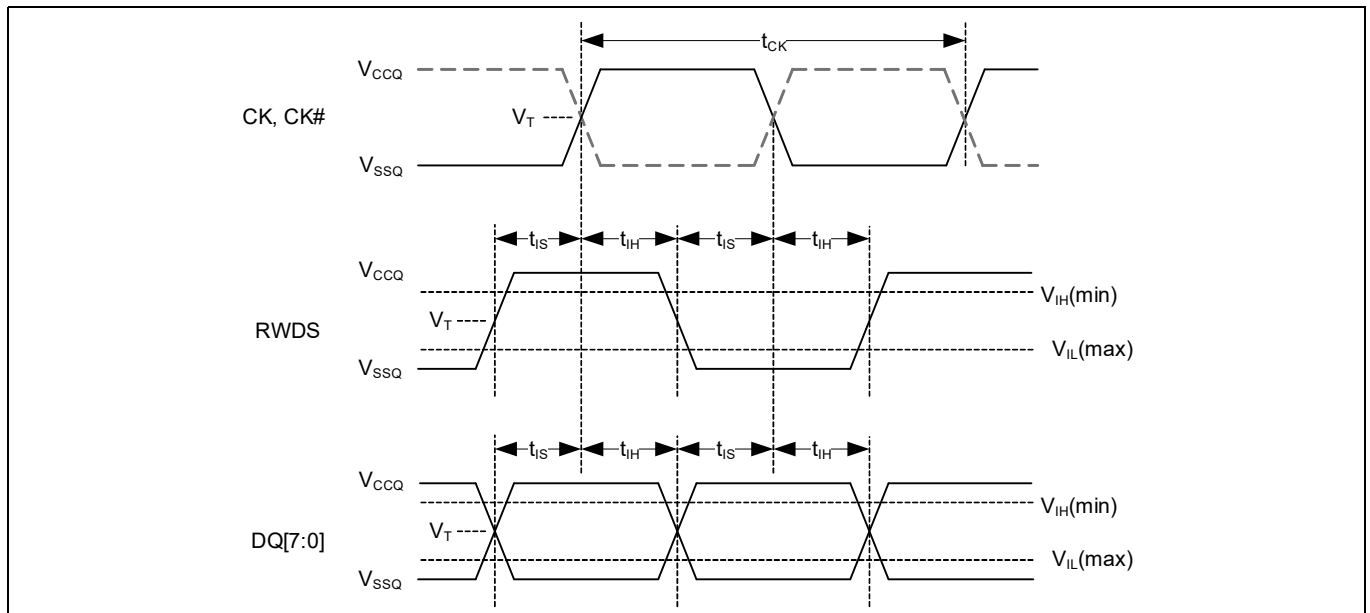 tCK
VCCQ
CK, CK#
VT
VSSQ
tIS tIH tIS tIH
VCCQ
VIH(min)
VT
RWDS
VIL(max)
VSSQ
tIS tIH tIS tIH
VCCQ
VIH(min)
VT
DQ[7:0]
VIL(max)
VSSQ